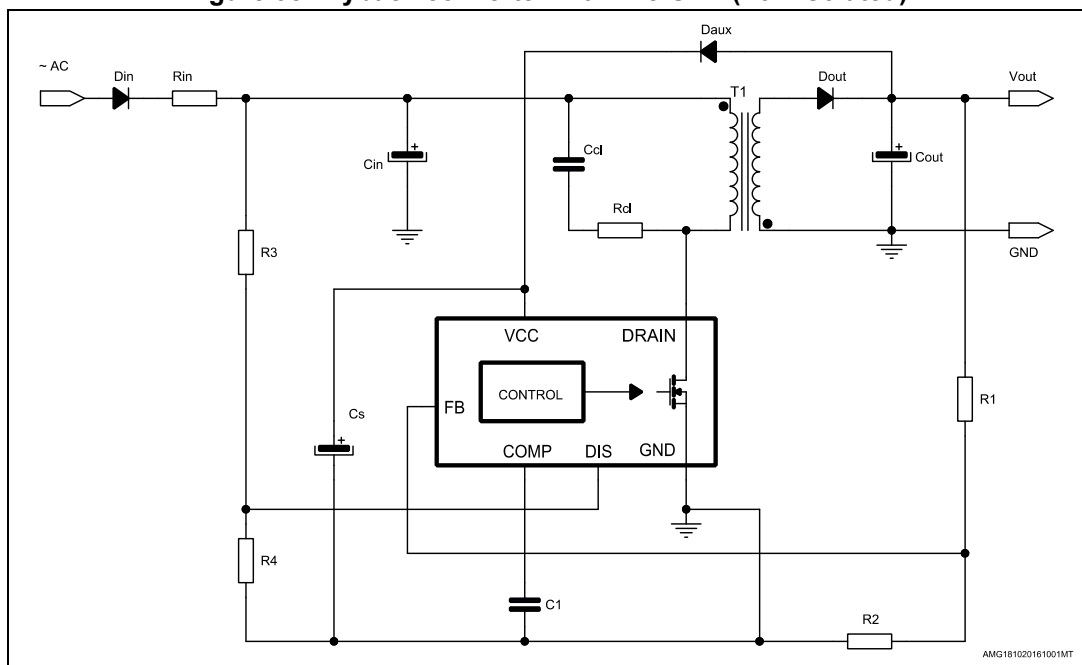 Daux
~ AC
Din
Rin
T1
Dout
Vout
+
Cin
Ccl
+
Cout
Rcl
GND
R3
VCC
DRAIN
CONTROL
FB
R1
Cs
+
COMP
DIS
GND
R4
C1
R2
AMG181020161001MT